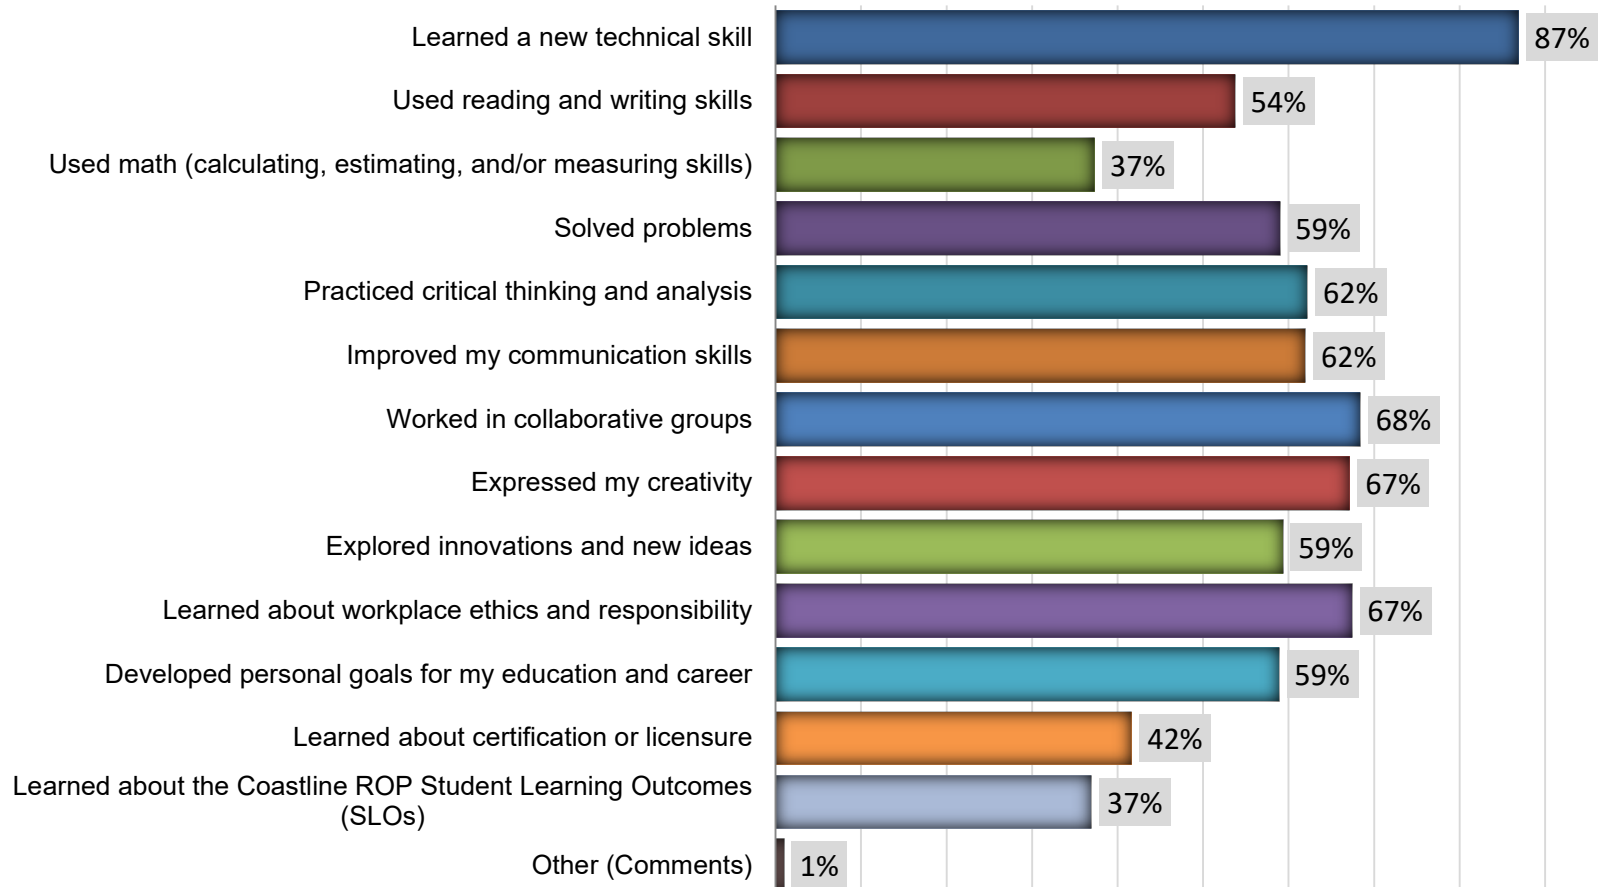 Learned a new technical skill 87%
Used reading and writing skills 54%
Used math (calculating, estimating, and/or measuring skills) 37%
Solved problems 59%
Practiced critical thinking and analysis 62%
Improved my communication skills 62%
Worked in collaborative groups 68%
Expressed my creativity 67%
Explored innovations and new ideas 59%
Learned about workplace ethics and responsibility 67%
Developed personal goals for my education and career 59%
Learned about certification or licensure 42%
Learned about the Coastline ROP Student Learning Outcomes
(SLOs) 37%
Other (Comments) 1%